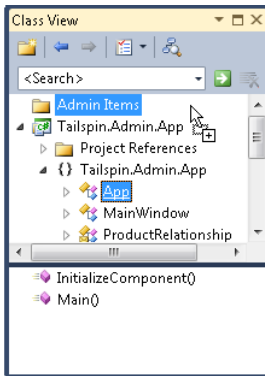 Class View
<Search>
Admin Items
Tailspin.Admin.App
Project References
{} Tailspin.Admin.App
App
MainWindow
ProductRelationship
InitializeComponent()
Main()